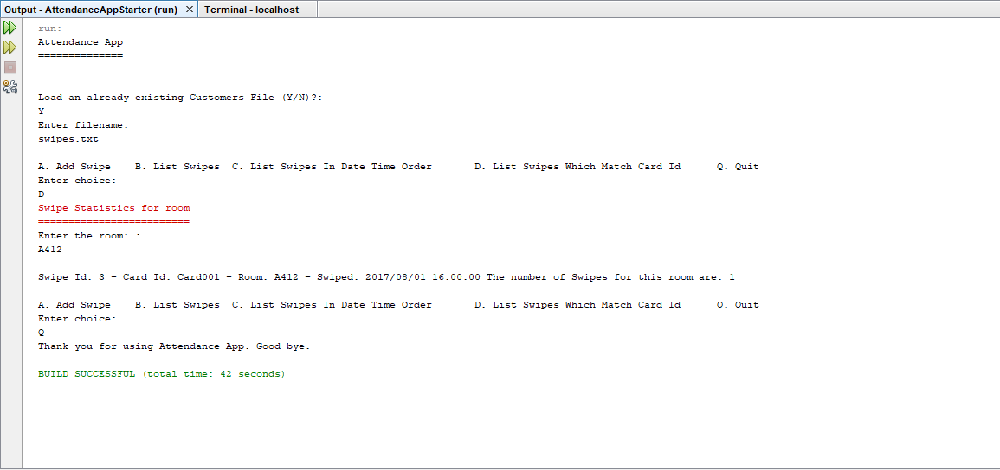 Output - AttendanceAppStarter (run) × Terminal - localhost
run:
Attendance App
==============
Load an already existing Customers File (Y/N)?:
Y
Enter filename:
swipes.txt
A. Add Swipe    B. List Swipes  C. List Swipes In Date Time Order       D. List Swipes Which Match Card Id      Q. Quit
Enter choice:
D
Swipe Statistics for room
=========================
Enter the room: :
A412
Swipe Id: 3 - Card Id: Card001 - Room: A412 - Swiped: 2017/08/01 16:00:00 The number of Swipes for this room are: 1
A. Add Swipe    B. List Swipes  C. List Swipes In Date Time Order       D. List Swipes Which Match Card Id      Q. Quit
Enter choice:
Q
Thank you for using Attendance App. Good bye.
BUILD SUCCESSFUL (total time: 42 seconds)